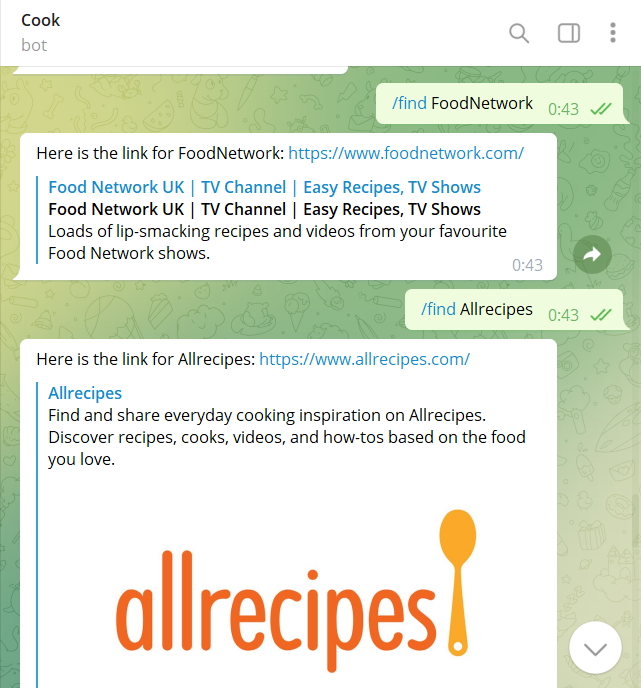 Cook
bot
/find FoodNetwork 0:43
Here is the link for FoodNetwork: https://www.foodnetwork.com/
Food Network UK | TV Channel | Easy Recipes, TV Shows
Food Network UK | TV Channel | Easy Recipes, TV Shows
Loads of lip-smacking recipes and videos from your favourite
Food Network shows.
0:43
/find Allrecipes 0:43
Here is the link for Allrecipes: https://www.allrecipes.com/
Allrecipes
Find and share everyday cooking inspiration on Allrecipes.
Discover recipes, cooks, videos, and how-tos based on the food
you love.
allrecipes